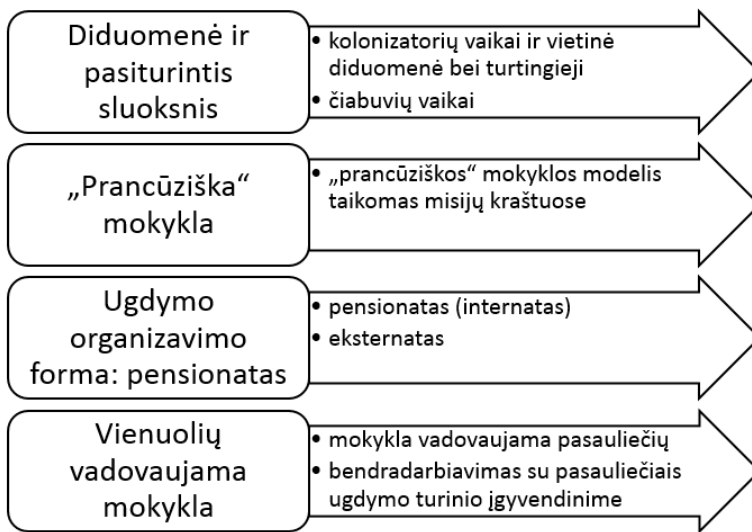 Diduomenė ir
pasiturintis
sluoksnis
• kolonizatorių vaikai ir vietinė
diduomenė bei turtingieji
• čiabuvių vaikai
„Prancūziška“
mokykla
• „prancūziškos“ mokyklos modelis
taikomas misijų kraštuose
Ugdymo
organizavimo
forma: pensionatas
• pensionatas (internatas)
• eksternatas
Vienuolių
vadovaujama
mokykla
• mokykla vadovaujama pasauliečių
• bendradarbiavimas su pasauliečiais
ugdymo turinio įgyvendinime